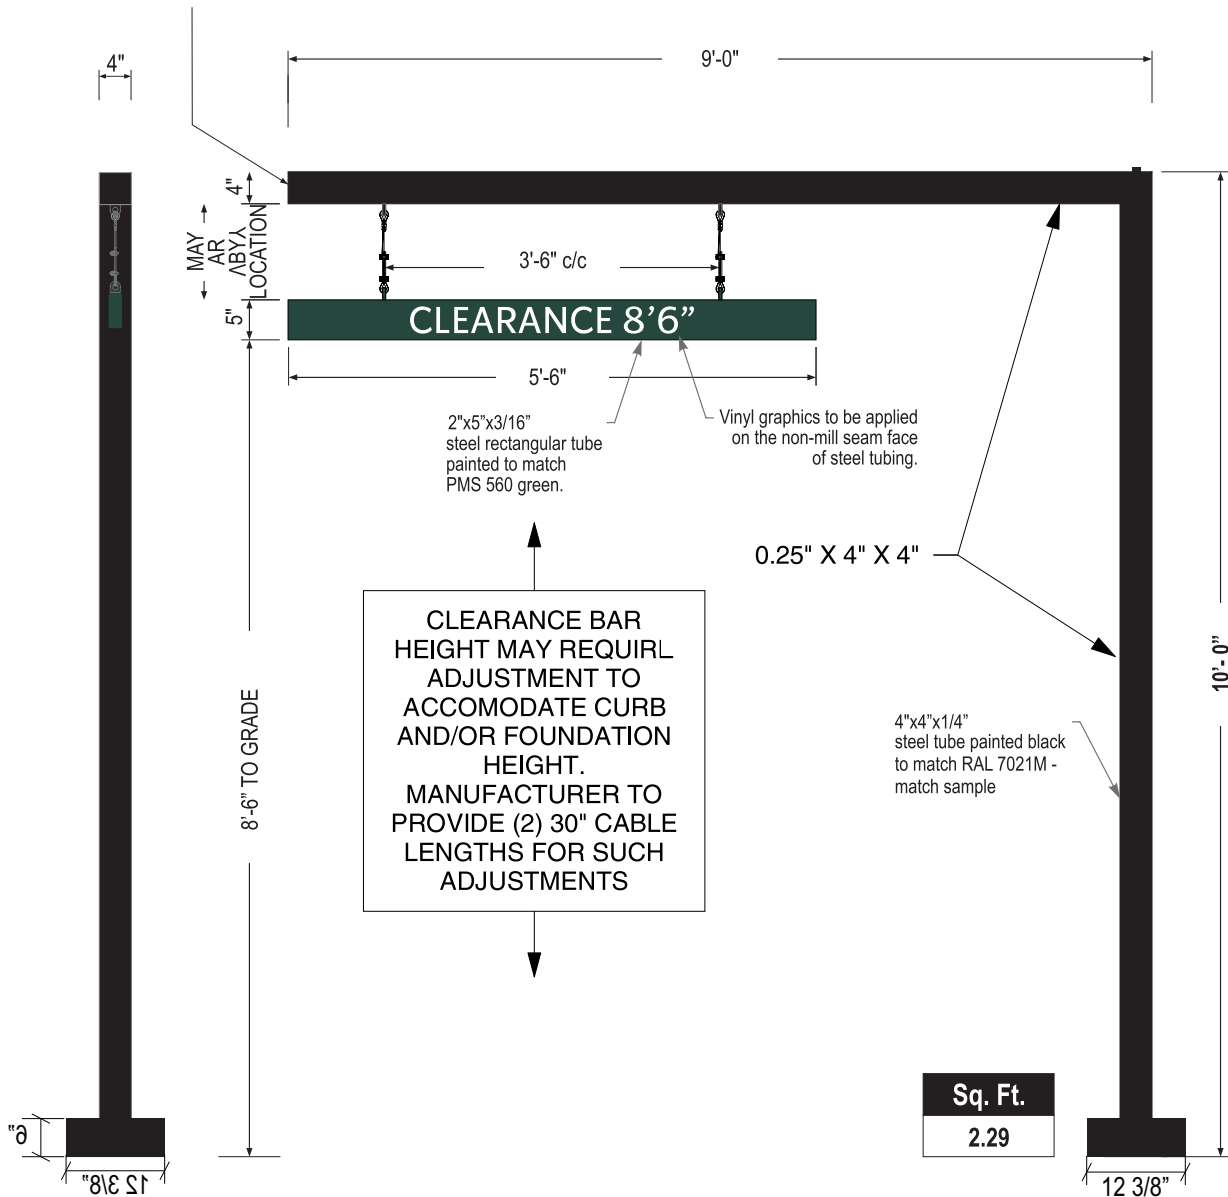 4"
9'-0"
4"
MAY
LOCATION
5"
3'-6" c/c
CLEARANCE 8’6”
5'-6"
2"x5”x3/16”
steel rectangular tube
painted to match
PMS 560 green.
Vinyl graphics to be applied
on the non-mill seam face
of steel tubing.
0.25" X 4" X 4"
CLEARANCE BAR
HEIGHT MAY REQUIRL
ADJUSTMENT TO
ACCOMODATE CURB
AND/OR FOUNDATION
HEIGHT.
MANUFACTURER TO
PROVIDE (2) 30" CABLE
LENGTHS FOR SUCH
ADJUSTMENTS
8'-6” TO GRADE
10'- 0”
4"x4"x1/4”
steel tube painted black
to match RAL 7021M -
match sample
Sq. Ft.
2.29
6”
12 3/8”
12 3/8”